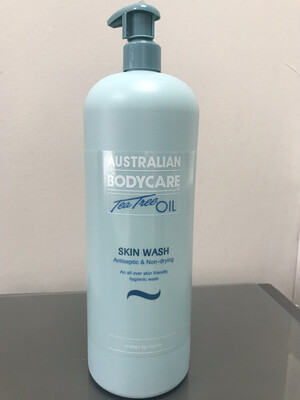 AUSTRALIAN
BODYCARE
Tea Tree OIL
SKIN WASH
Antiseptic & Non-drying
An all over skin friendly
hygienic wash